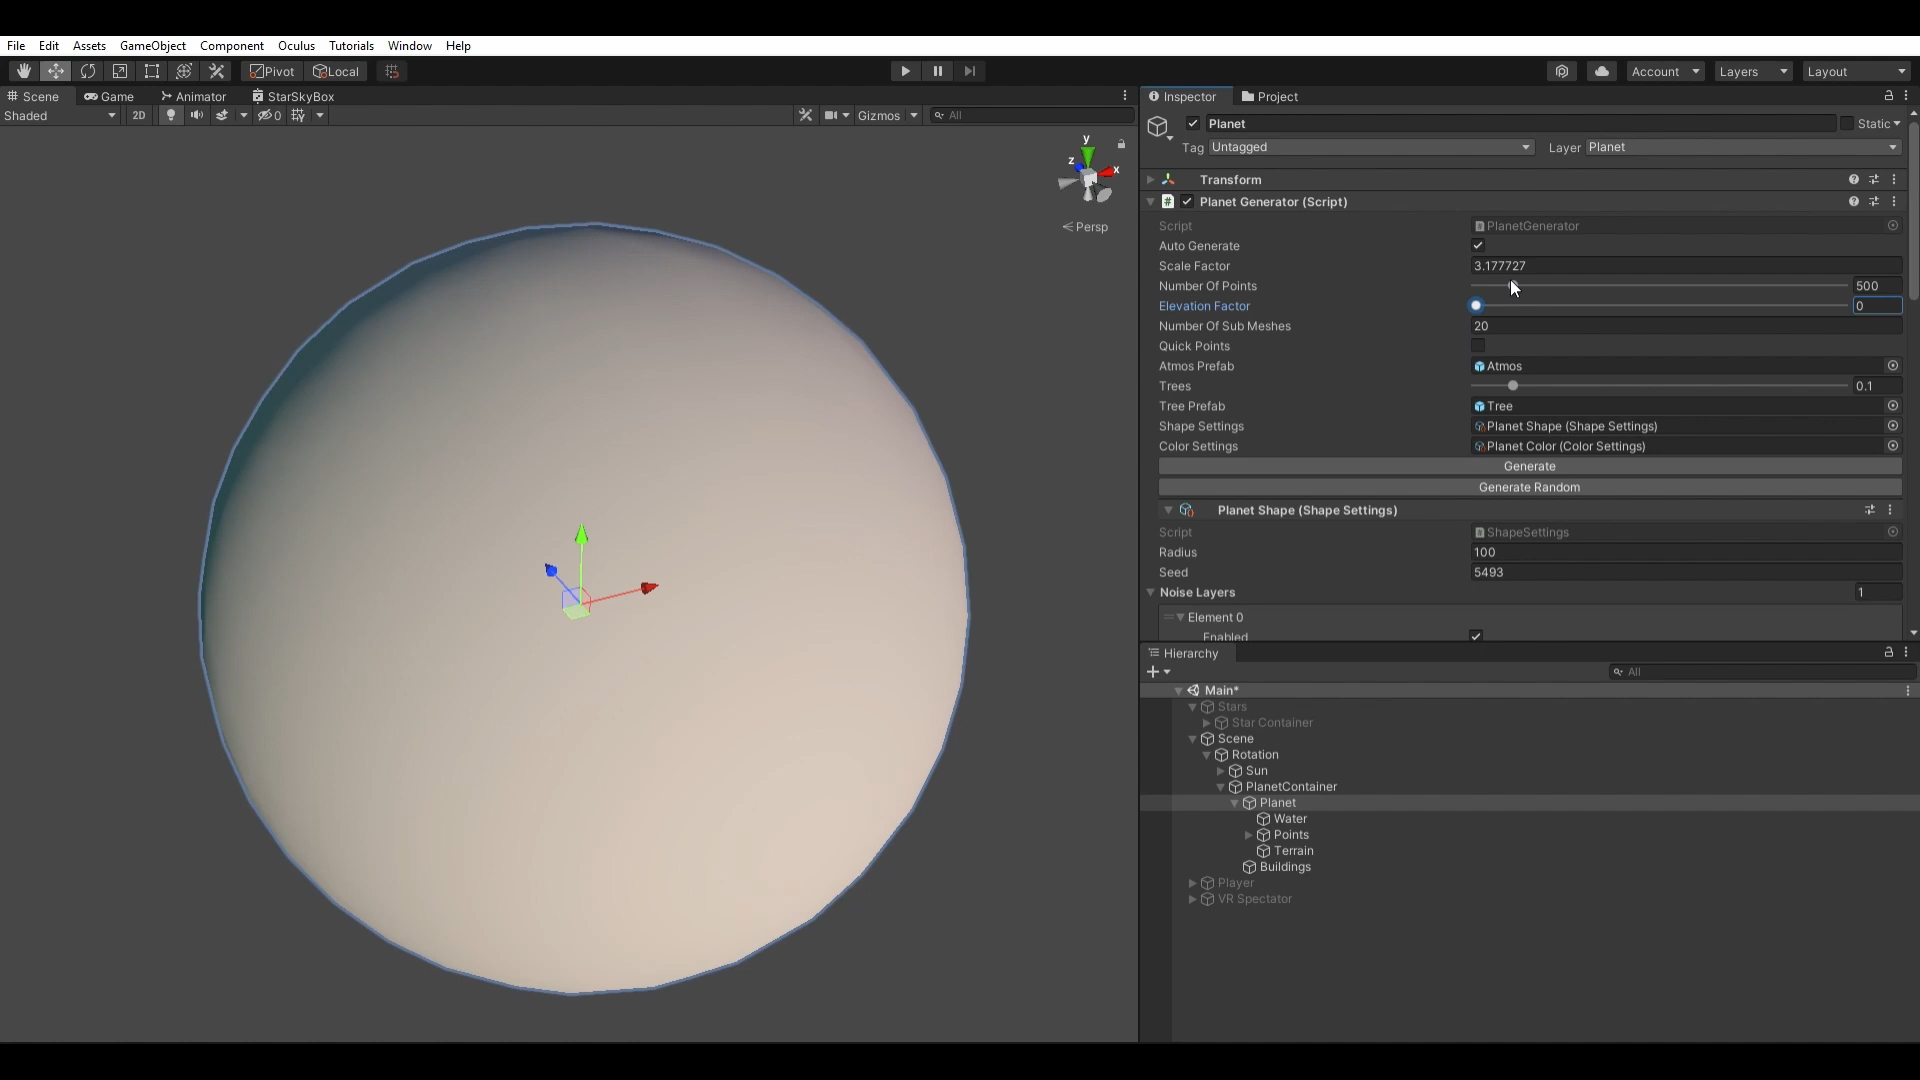 File Edit Assets GameObject Component Oculus Tutorials Window Help
Pivot Local Account Layers Layout
Scene Game Animator StarSkyBox
Shaded 2D 0 Gizmos All
y
z
x
Persp
Inspector Project
Planet Static
Tag Untagged Layer Planet
Transform
# Planet Generator (Script)
Script PlanetGenerator
Auto Generate
Scale Factor 3.177727
Number Of Points 500
Elevation Factor 0
Number Of Sub Meshes 20
Quick Points
Atmos Prefab Atmos
Trees 0.1
Tree Prefab Tree
Shape Settings Planet Shape (Shape Settings)
Color Settings Planet Color (Color Settings)
Generate
Generate Random
Planet Shape (Shape Settings)
Script ShapeSettings
Radius 100
Seed 5493
Noise Layers 1
Element 0
Enabled
Hierarchy
All
Main*
Stars
Star Container
Scene
Rotation
Sun
PlanetContainer
Planet
Water
Points
Terrain
Buildings
Player
VR Spectator